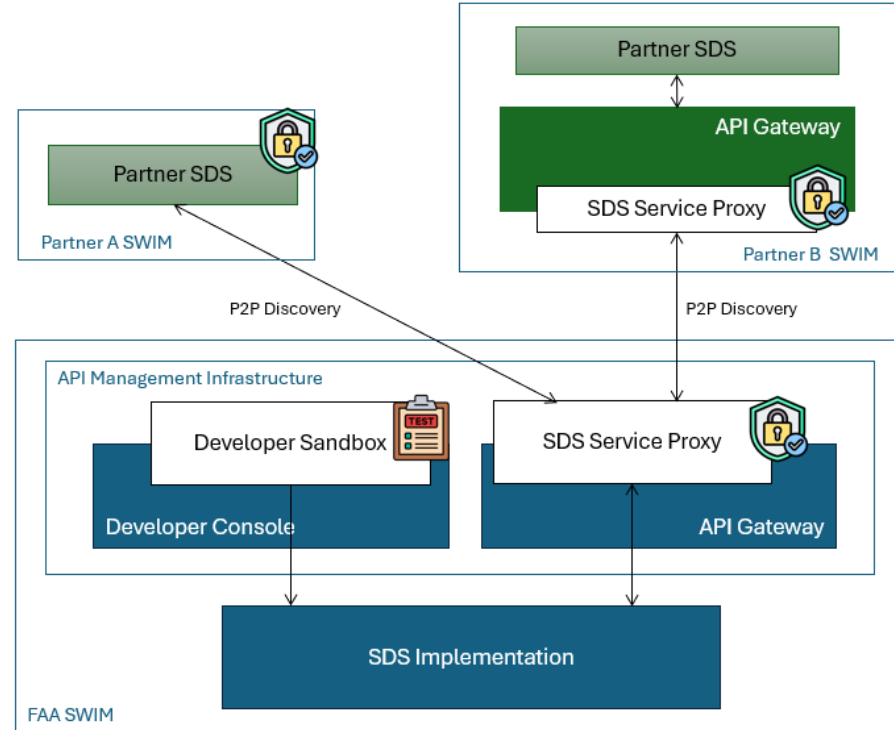 Partner SDS
API Gateway
SDS Service Proxy
Partner B SWIM
Partner SDS
Partner A SWIM
P2P Discovery
P2P Discovery
API Management Infrastructure
TEST
Developer Sandbox
Developer Console
SDS Service Proxy
API Gateway
SDS Implementation
FAA SWIM